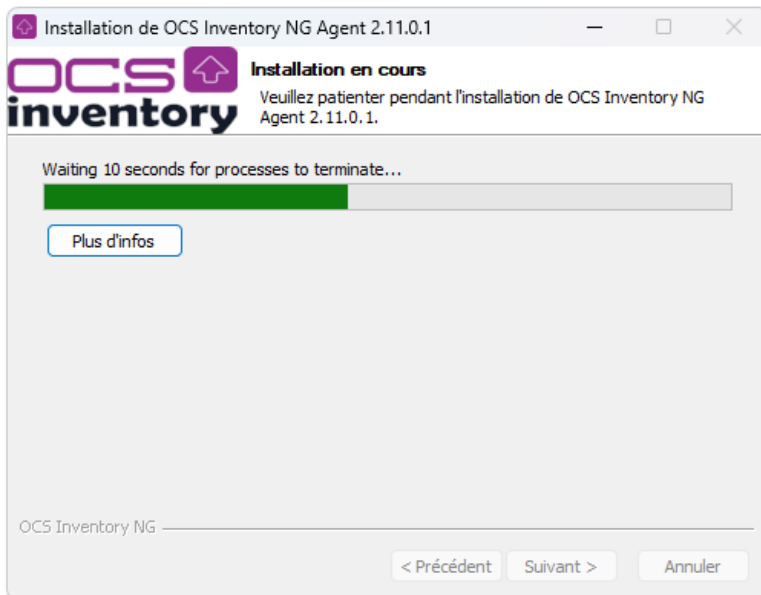 Installation de OCS Inventory NG Agent 2.11.0.1
OCS
inventory
Installation en cours
Veuillez patienter pendant l'installation de OCS Inventory NG
Agent 2.11.0.1.
Waiting 10 seconds for processes to terminate...
Plus d'infos
OCS Inventory NG
< Précédent
Suivant >
Annuler